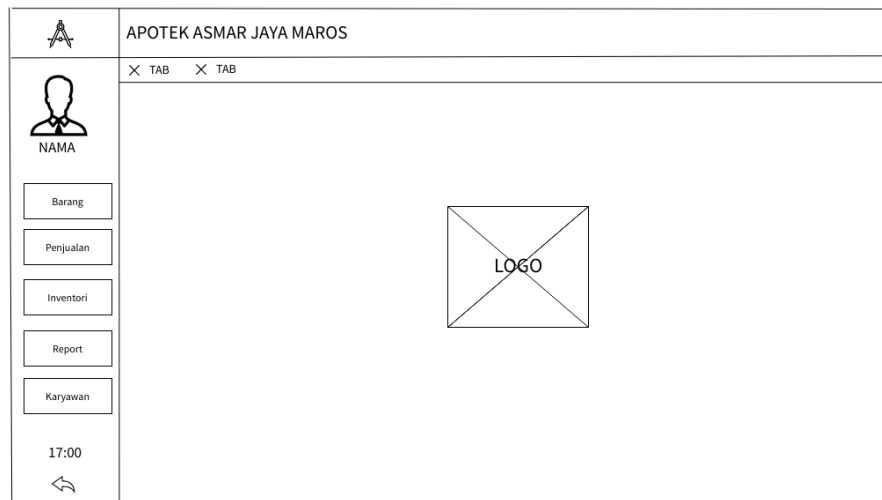 APOTEK ASMAR JAYA MAROS
TAB TAB
NAMA
Barang
Penjualan
Inventori
Report
Karyawan
17:00
LOGO